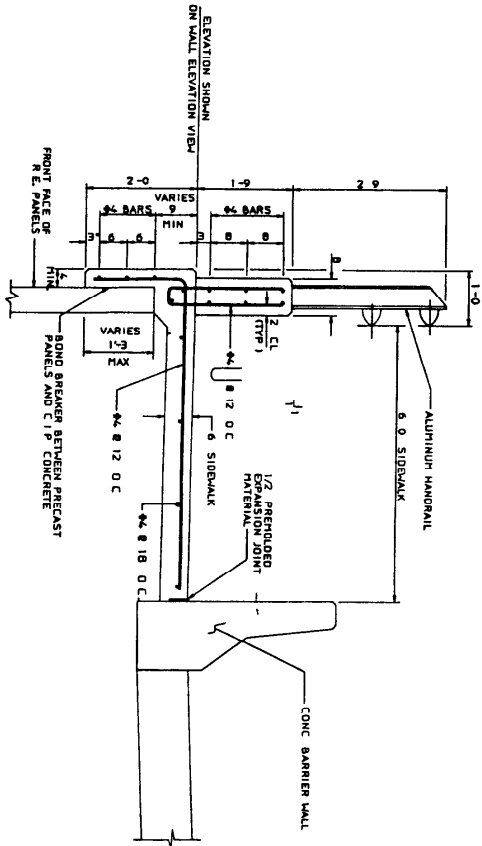 ELEVATION SHOWN
ON WALL ELEVATION VIEW
2-0
1-9
2 9
VARIES
9
MIN
#4 BARS
#4 BARS
3"
6
6
3
8
8
8
1-0
FRONT FACE OF
R.E. PANELS
4
MIN.
2 CL
(TYP )
VARIES
1'-3
MAX
BOND BREAKER BETWEEN PRECAST
PANELS AND C I P CONCRETE
#4 @ 12 O C
#4 @ 12 O C
6 SIDEWALK
#4 @ 18 O C
1/2 PREMOLDED
EXPANSION JOINT
MATERIAL
ALUMINUM HANDRAIL
6 0 SIDEWALK
CONC BARRIER WALL